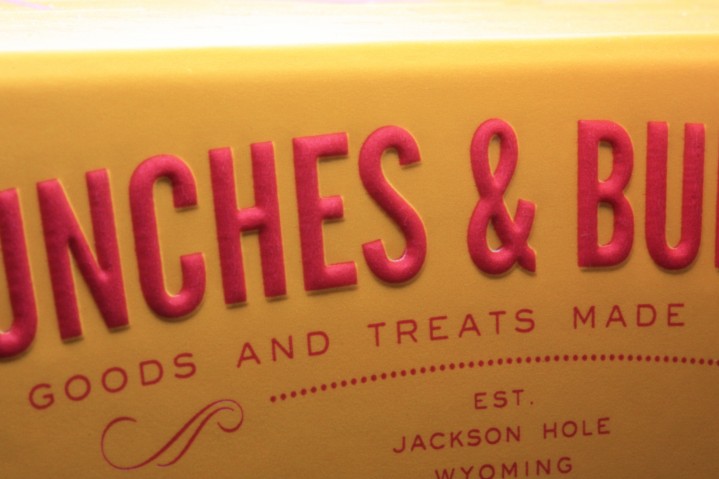 UNCHES & BU
GOODS AND TREATS MADE
EST.
JACKSON HOLE
WYOMING